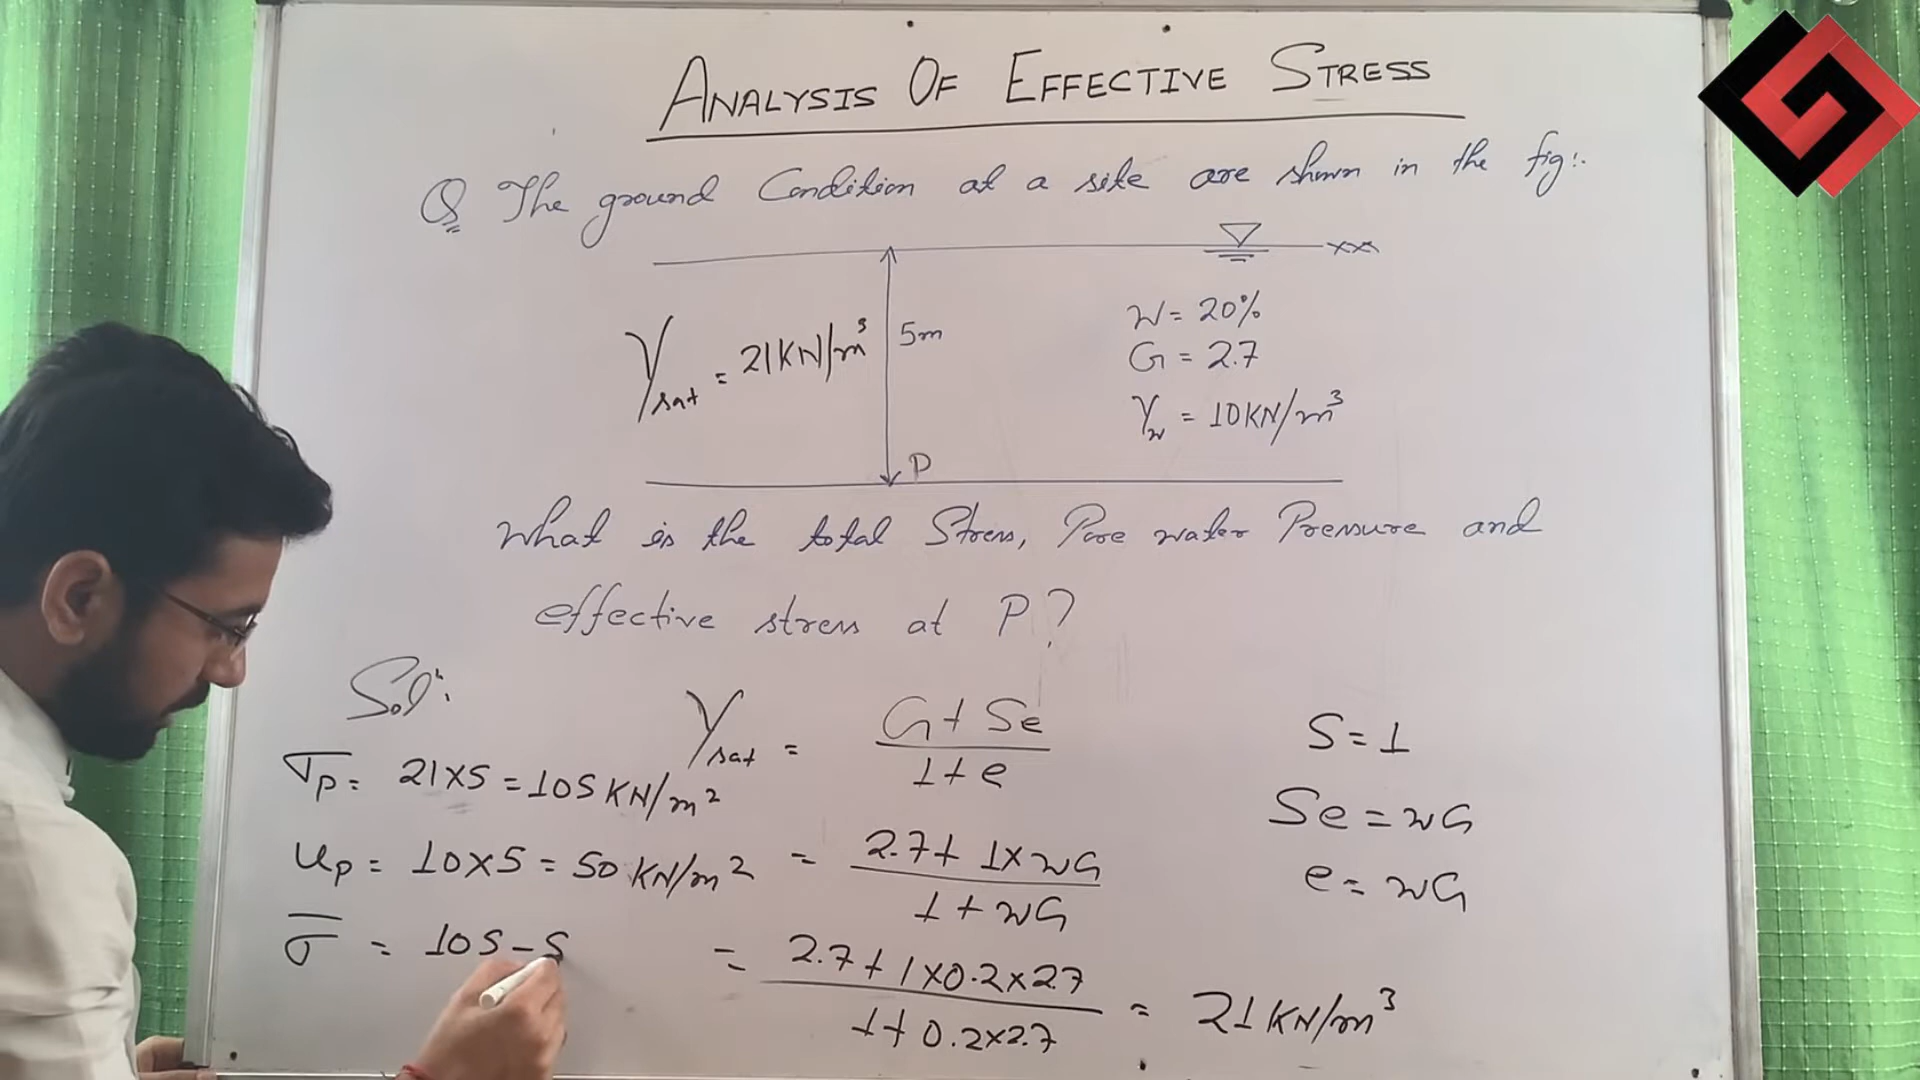 ANALYSIS OF EFFECTIVE STRESS
Q The ground Condition at a site are shown in the fig:.
γsat = 21KN/m³
5m
W = 20%
G = 2.7
γw = 10KN/m³
P
What is the total Stress, Pore water Pressure and
effective stress at P?
Solⁿ:
σp = 21×5 = 105 KN/m²
up = 10×5 = 50 KN/m²
σ̄ = 105 - 5
γsat = G + Se / 1 + e
= 2.7 + 1×wG / 1 + wG
= 2.7 + 1×0.2×2.7 / 1 + 0.2×2.7 = 21 KN/m³
S = 1
Se = wG
e = wG